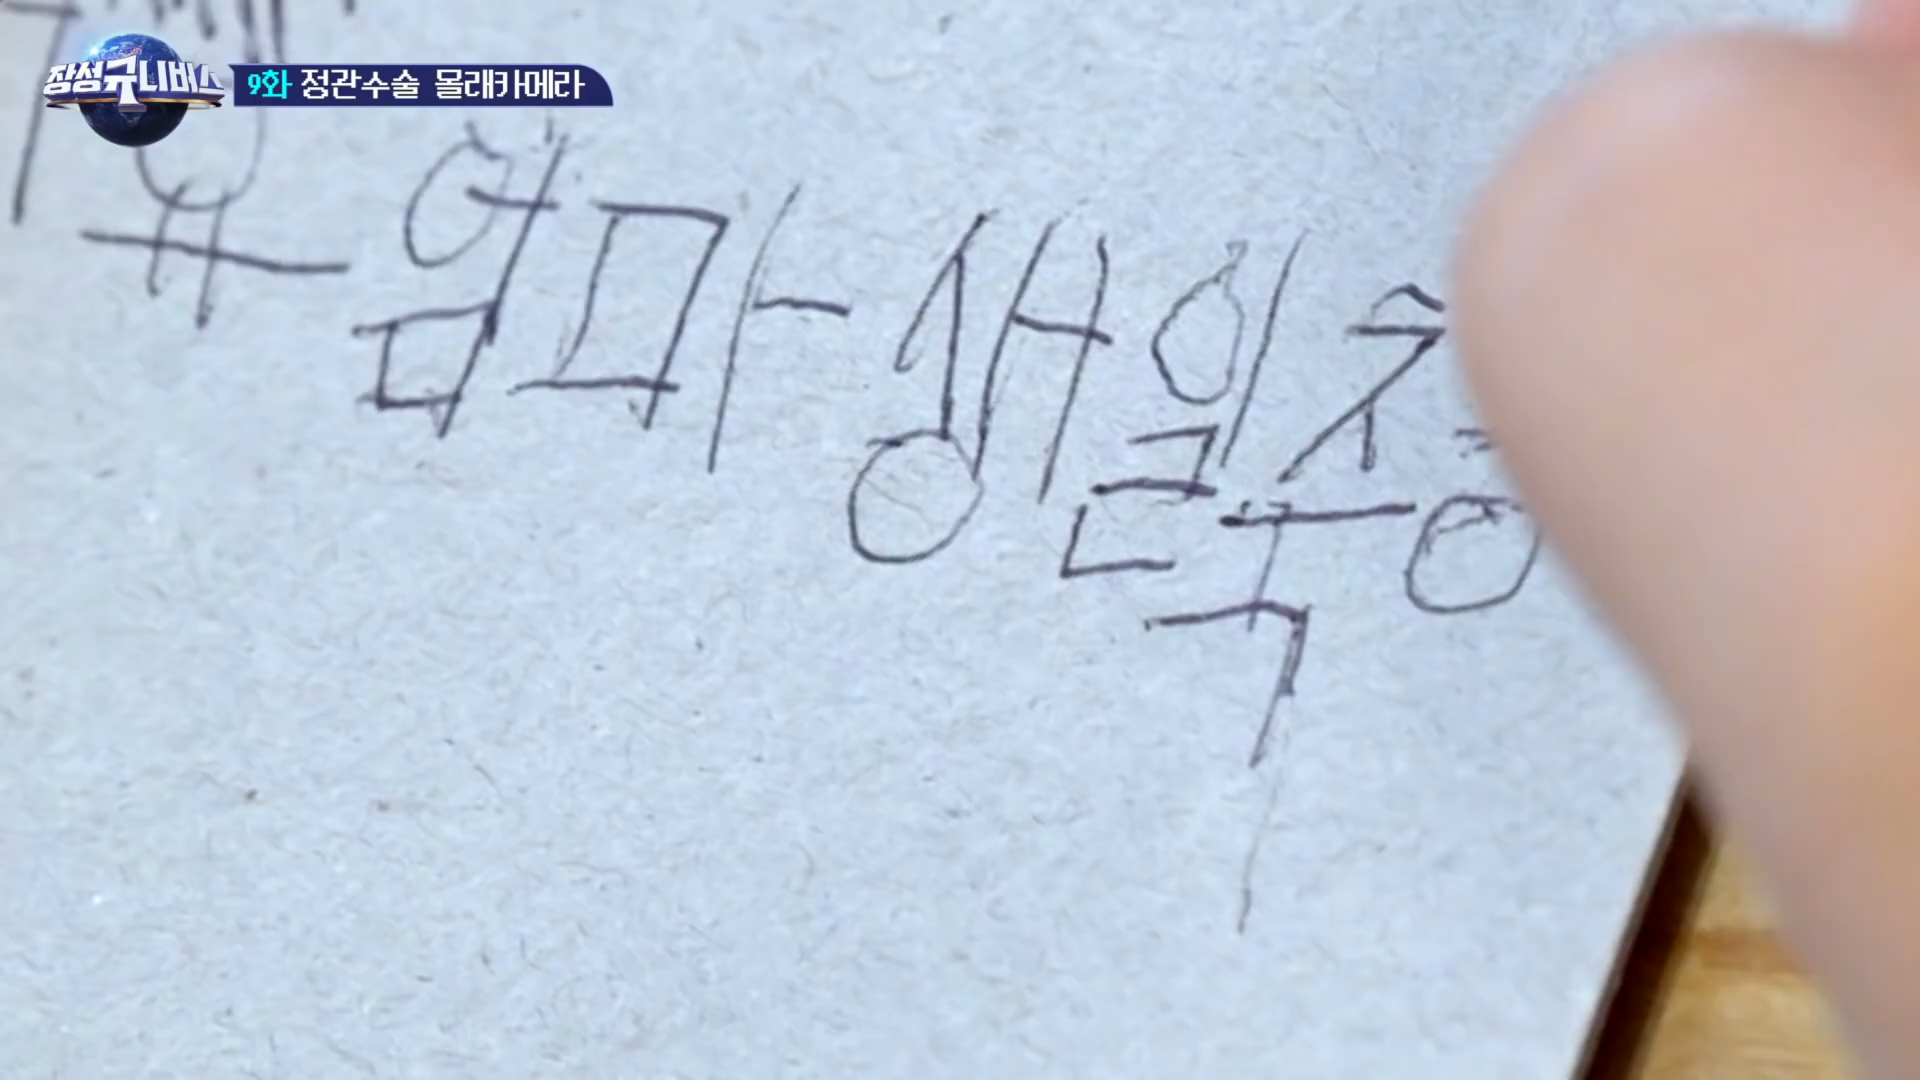 장성규니버스
9화 정관수술 몰래카메라
유 엄마 생일 축